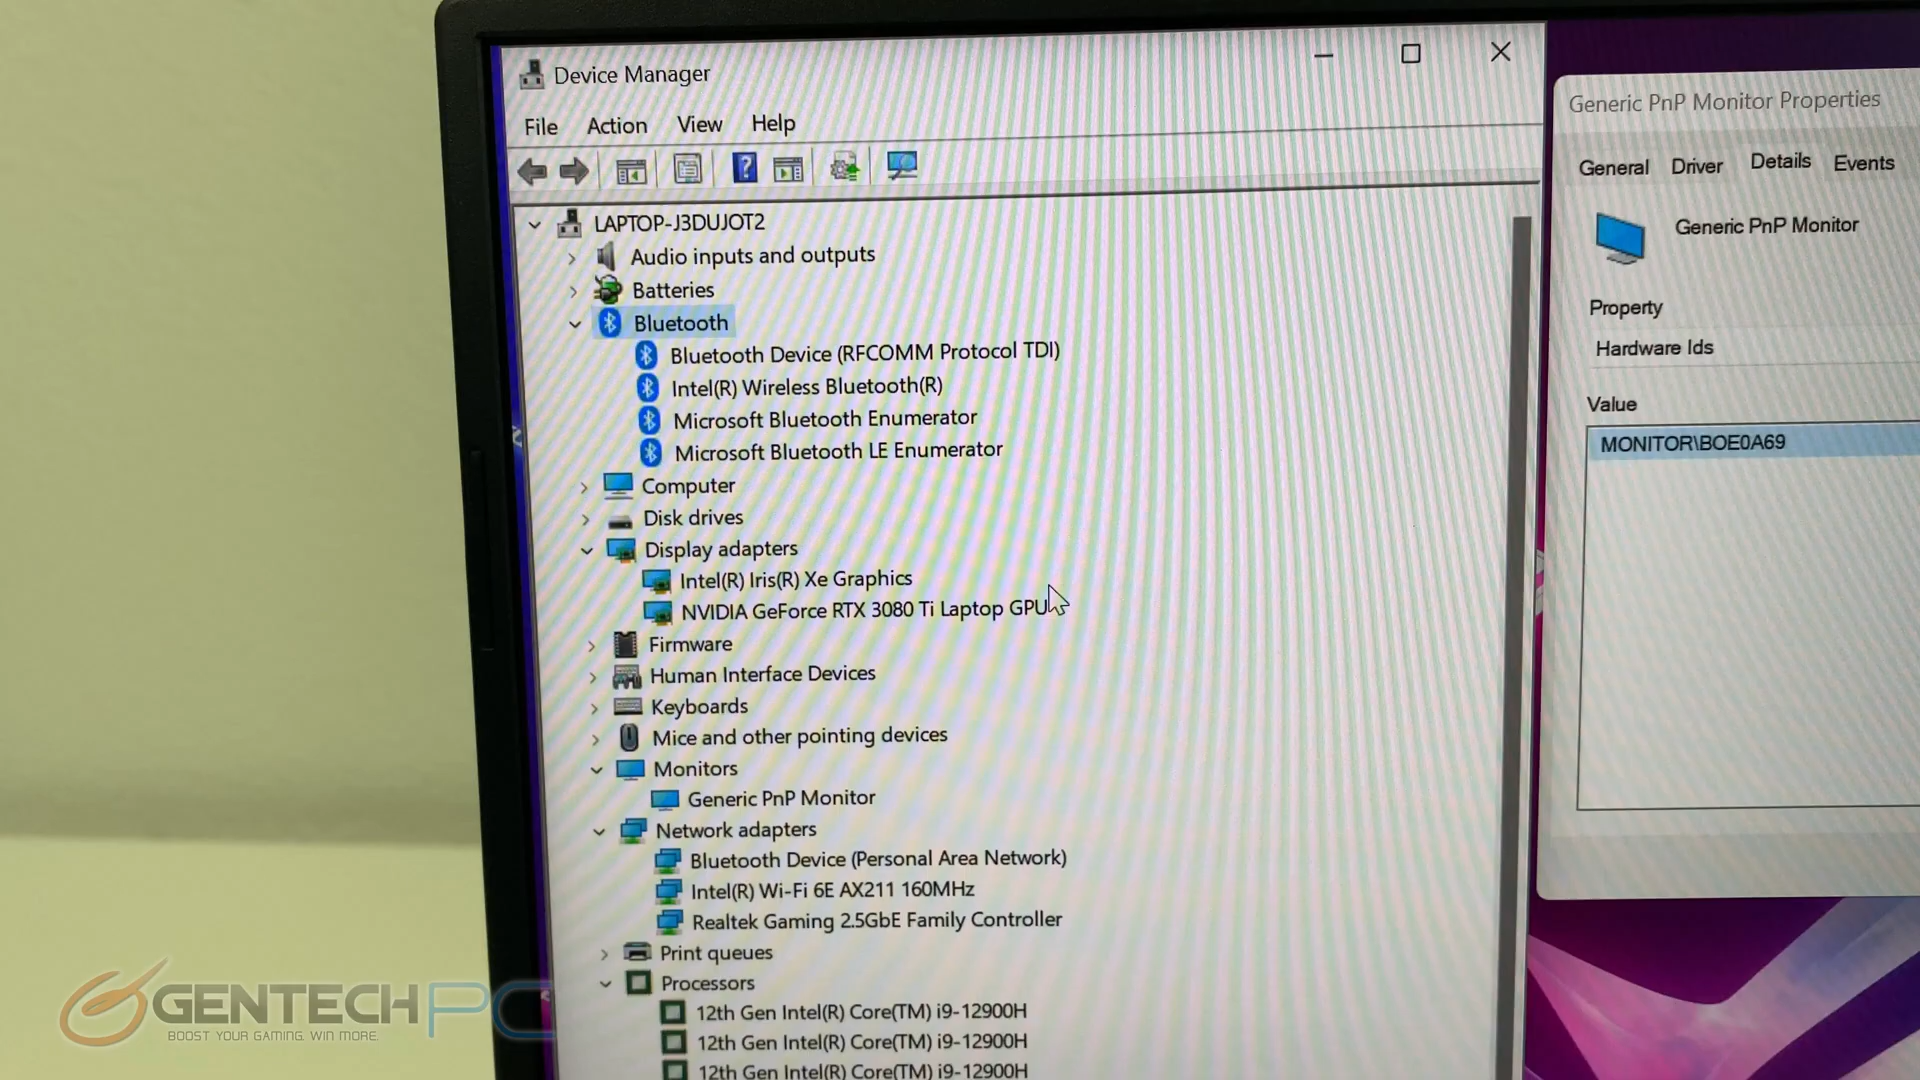 Device Manager
File Action View Help
LAPTOP-J3DUJOT2
Audio inputs and outputs
Batteries
Bluetooth
Bluetooth Device (RFCOMM Protocol TDI)
Intel(R) Wireless Bluetooth(R)
Microsoft Bluetooth Enumerator
Microsoft Bluetooth LE Enumerator
Computer
Disk drives
Display adapters
Intel(R) Iris(R) Xe Graphics
NVIDIA GeForce RTX 3080 Ti Laptop GPU
Firmware
Human Interface Devices
Keyboards
Mice and other pointing devices
Monitors
Generic PnP Monitor
Network adapters
Bluetooth Device (Personal Area Network)
Intel(R) Wi-Fi 6E AX211 160MHz
Realtek Gaming 2.5GbE Family Controller
Print queues
Processors
12th Gen Intel(R) Core(TM) i9-12900H
12th Gen Intel(R) Core(TM) i9-12900H
12th Gen Intel(R) Core(TM) i9-12900H
Generic PnP Monitor Properties
General Driver Details Events
Generic PnP Monitor
Property
Hardware Ids
Value
MONITOR\BOE0A69
GENTECHPC
BOOST YOUR GAMING. WIN MORE.